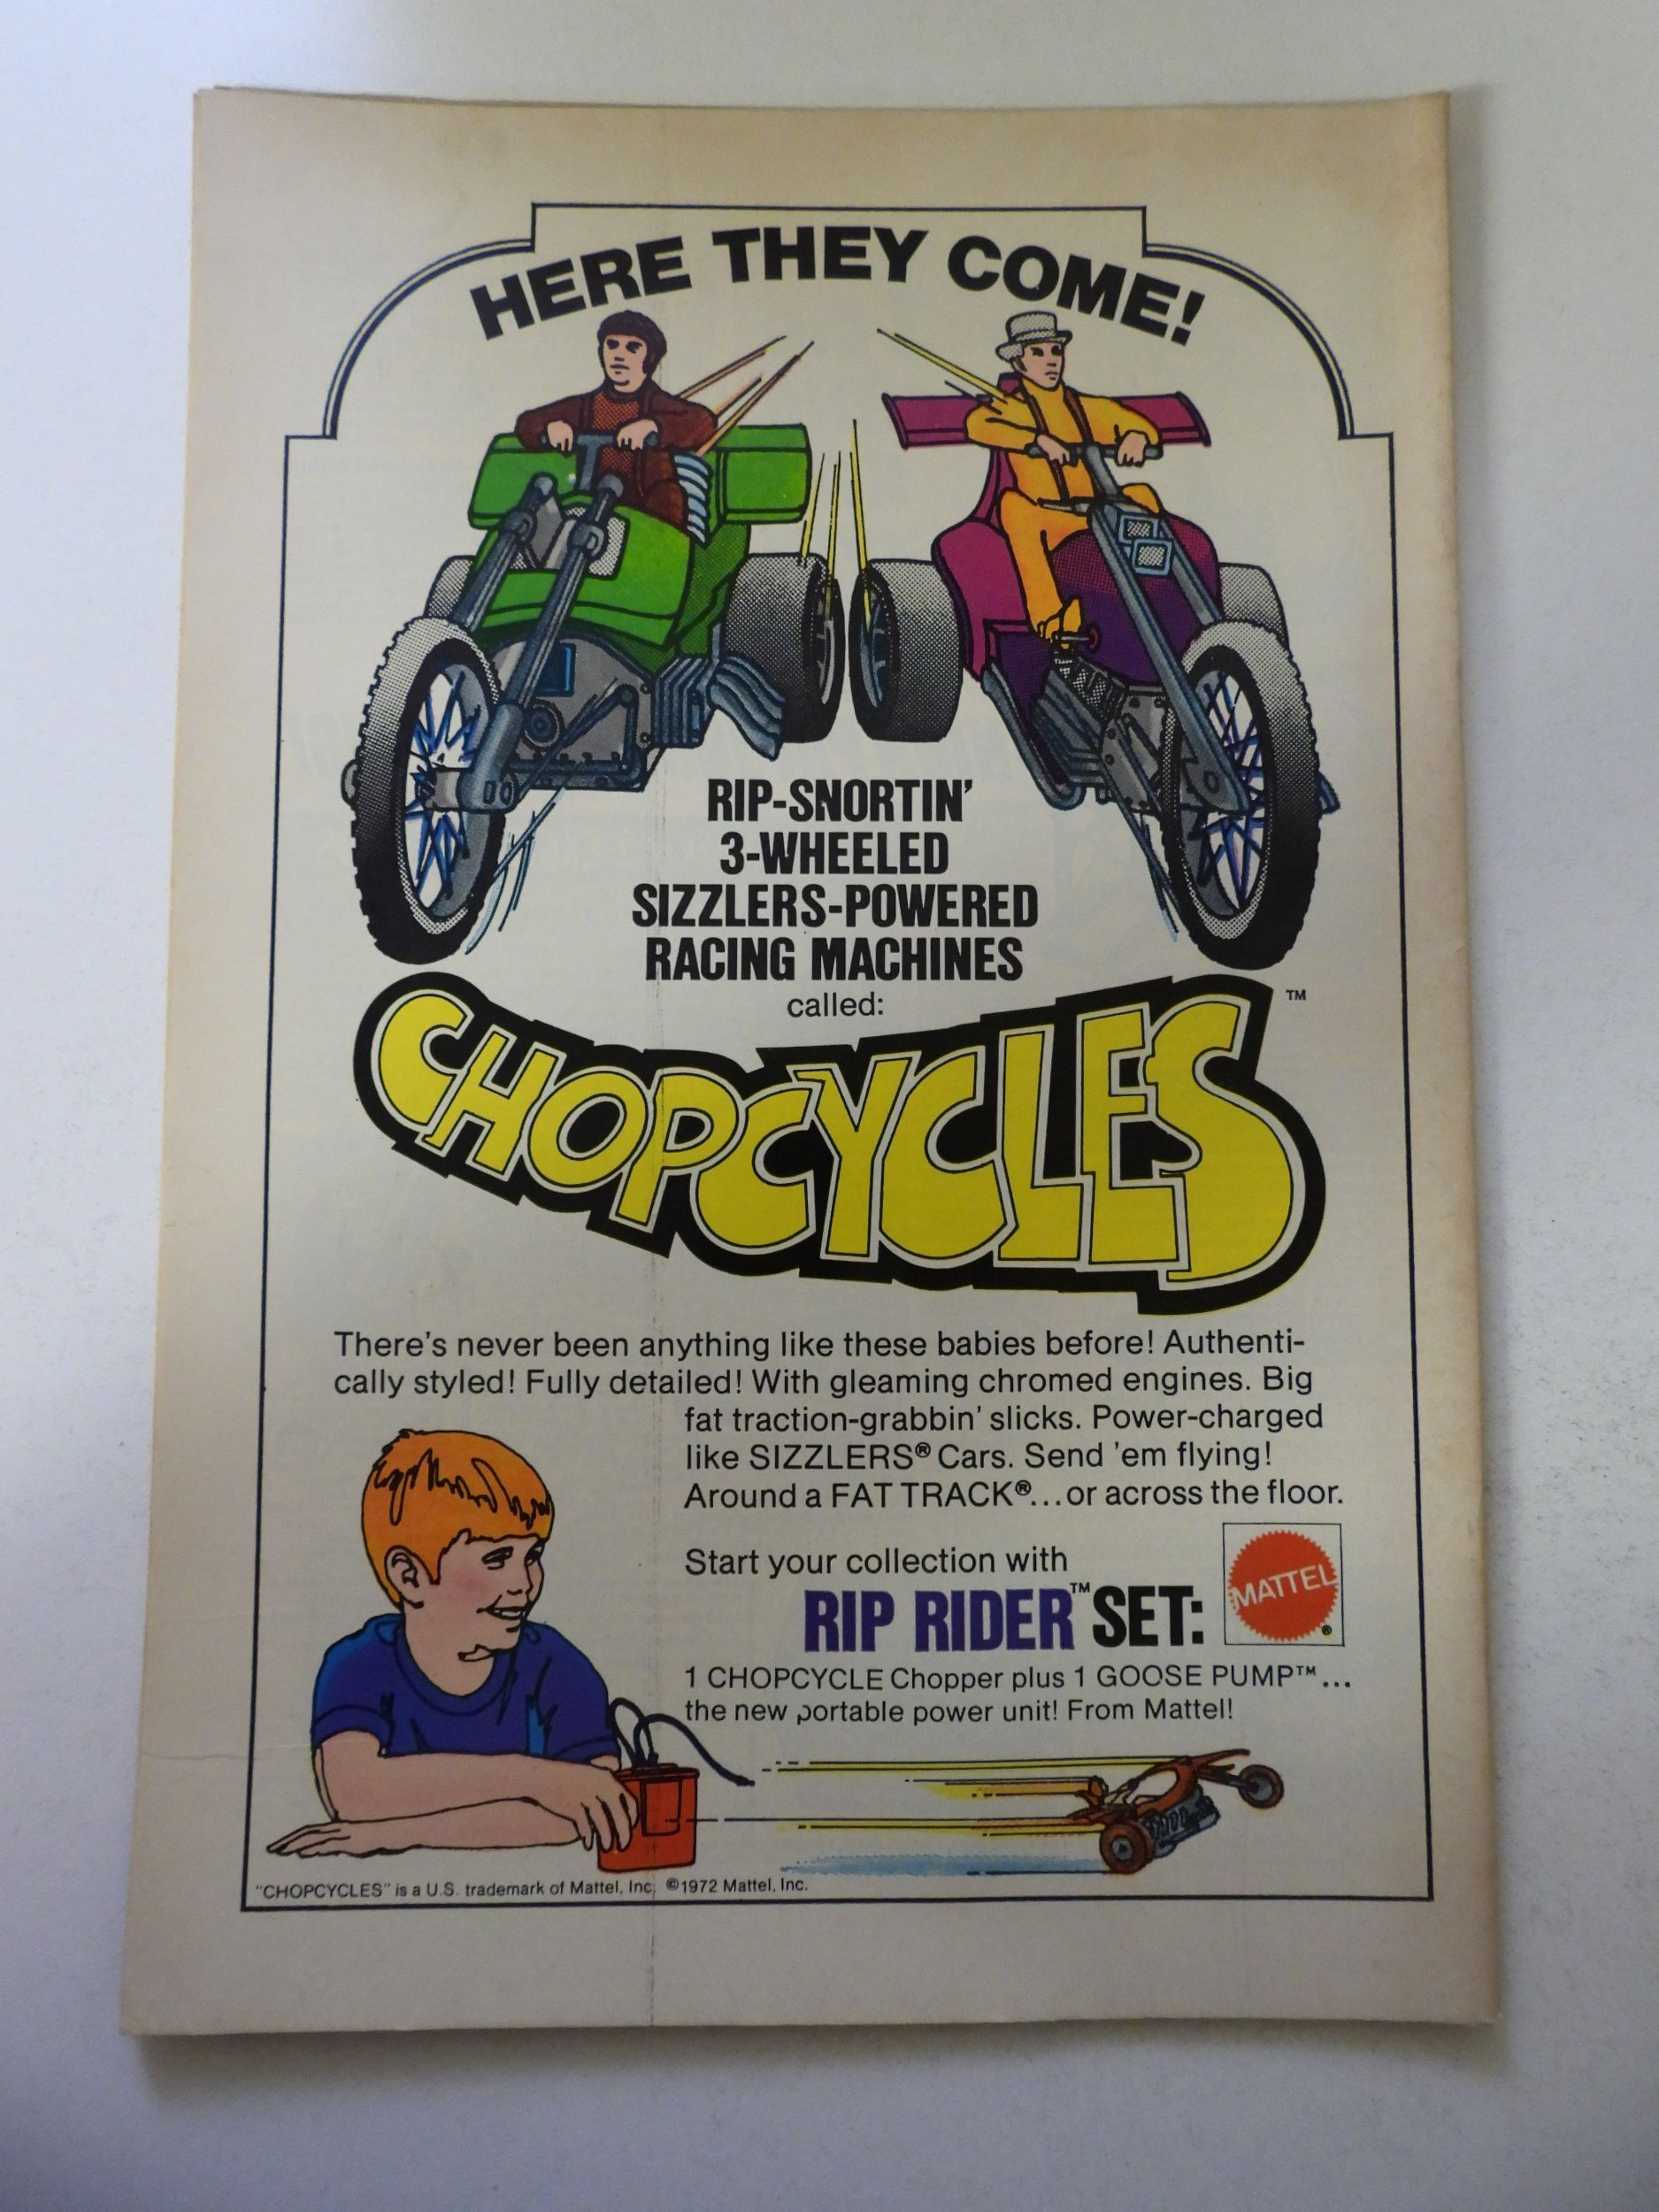 HERE THEY COME!
RIP-SNORTIN'
3-WHEELED
SIZZLERS-POWERED
RACING MACHINES
called:
CHOPCYCLES™
There's never been anything like these babies before! Authenti-
cally styled! Fully detailed! With gleaming chromed engines. Big
fat traction-grabbin' slicks. Power-charged
like SIZZLERS® Cars. Send 'em flying!
Around a FAT TRACK®...or across the floor.
Start your collection with
RIP RIDER™ SET:
MATTEL®
1 CHOPCYCLE Chopper plus 1 GOOSE PUMP™...
the new portable power unit! From Mattel!
"CHOPCYCLES" is a U.S. trademark of Mattel, Inc. ©1972 Mattel, Inc.